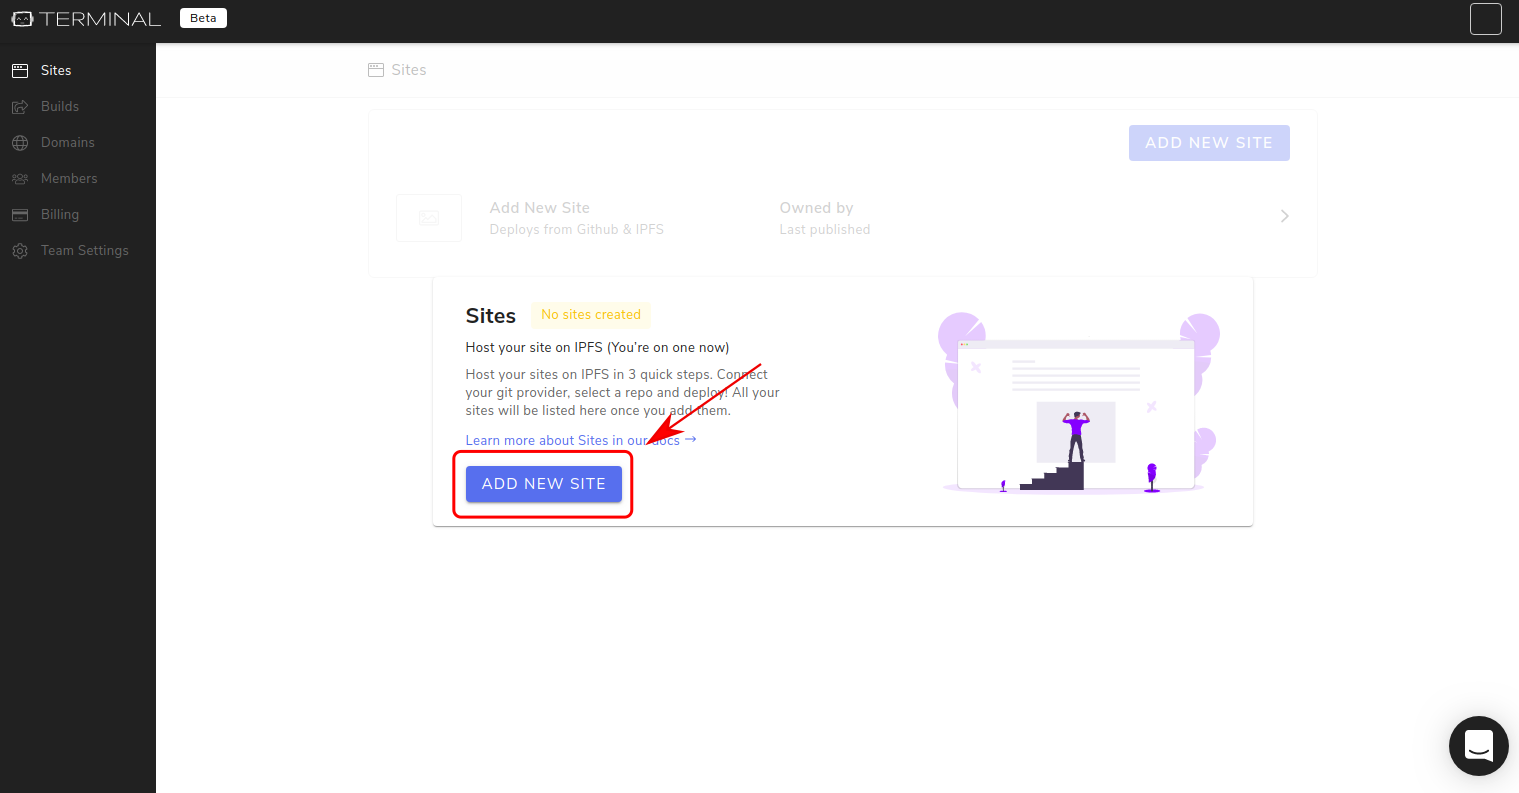 TERMINAL
Beta
Sites
Builds
Domains
Members
Billing
Team Settings
Sites
ADD NEW SITE
Add New Site
Deploys from Github & IPFS
Owned by
Last published
Sites
No sites created
Host your site on IPFS (You're on one now)
Host your sites on IPFS in 3 quick steps. Connect
your git provider, select a repo and deploy! All your
sites will be listed here once you add them.
Learn more about Sites in our docs →
ADD NEW SITE